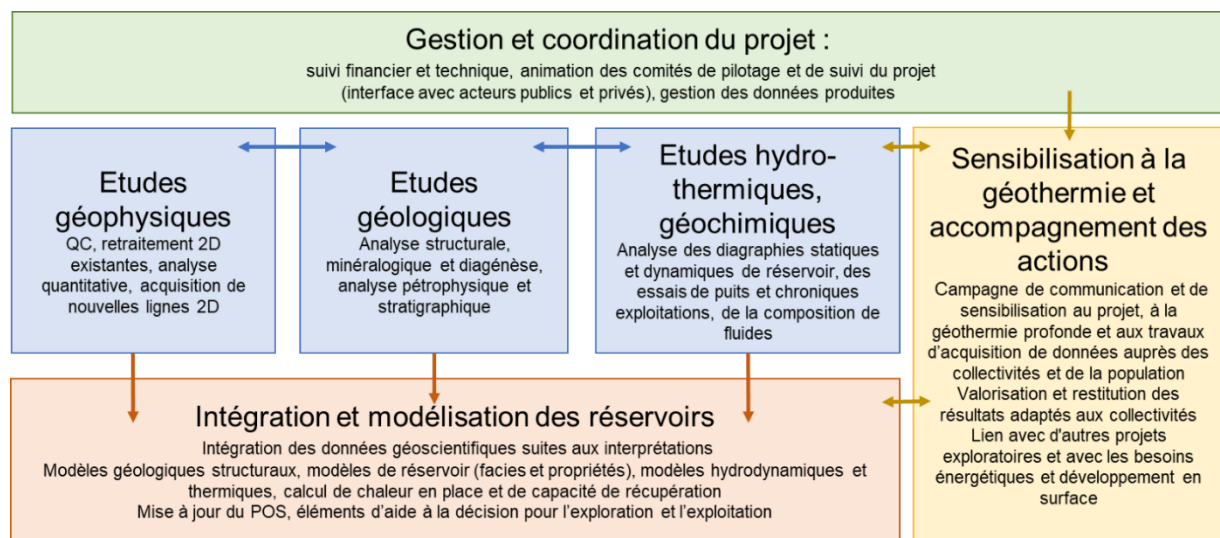 Gestion et coordination du projet :
suivi financier et technique, animation des comités de pilotage et de suivi du projet
(interface avec acteurs publics et privés), gestion des données produites
Etudes
géophysiques
QC, retraitement 2D
existantes, analyse
quantitative, acquisition de
nouvelles lignes 2D
Etudes
géologiques
Analyse structurale,
minéralogique et diagénèse,
analyse pétrophysique et
stratigraphique
Etudes hydro-
thermiques,
géochimiques
Analyse des diagraphies statiques
et dynamiques de réservoir, des
essais de puits et chroniques
exploitations, de la composition de
fluides
Sensibilisation à la
géothermie et
accompagnement des
actions
Campagne de communication et de
sensibilisation au projet, à la
géothermie profonde et aux travaux
d'acquisition de données auprès des
collectivités et de la population
Valorisation et restitution des
résultats adaptés aux collectivités
Lien avec d'autres projets
exploratoires et avec les besoins
énergétiques et développement en
surface
Intégration et modélisation des réservoirs
Intégration des données géoscientifiques suites aux interprétations
Modèles géologiques structuraux, modèles de réservoir (facies et propriétés), modèles hydrodynamiques et
thermiques, calcul de chaleur en place et de capacité de récupération
Mise à jour du POS, éléments d'aide à la décision pour l'exploration et l'exploitation